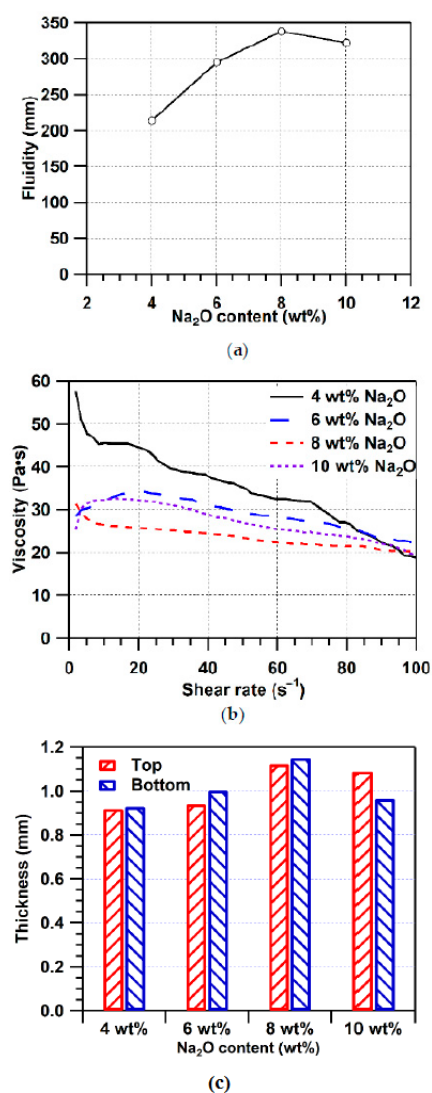 350
300
250
200
150
100
50
0
Fluidity (mm)
2 4 6 8 10 12
Na₂O content (wt%)
(a)
60
50
40
30
20
10
0
Viscosity (Pa•s)
4 wt% Na₂O
6 wt% Na₂O
8 wt% Na₂O
10 wt% Na₂O
0 20 40 60 80 100
Shear rate (s⁻¹)
(b)
1.2
1.0
0.8
0.6
0.4
0.2
0.0
Thickness (mm)
Top
Bottom
4 wt% 6 wt% 8 wt% 10 wt%
Na₂O content (wt%)
(c)